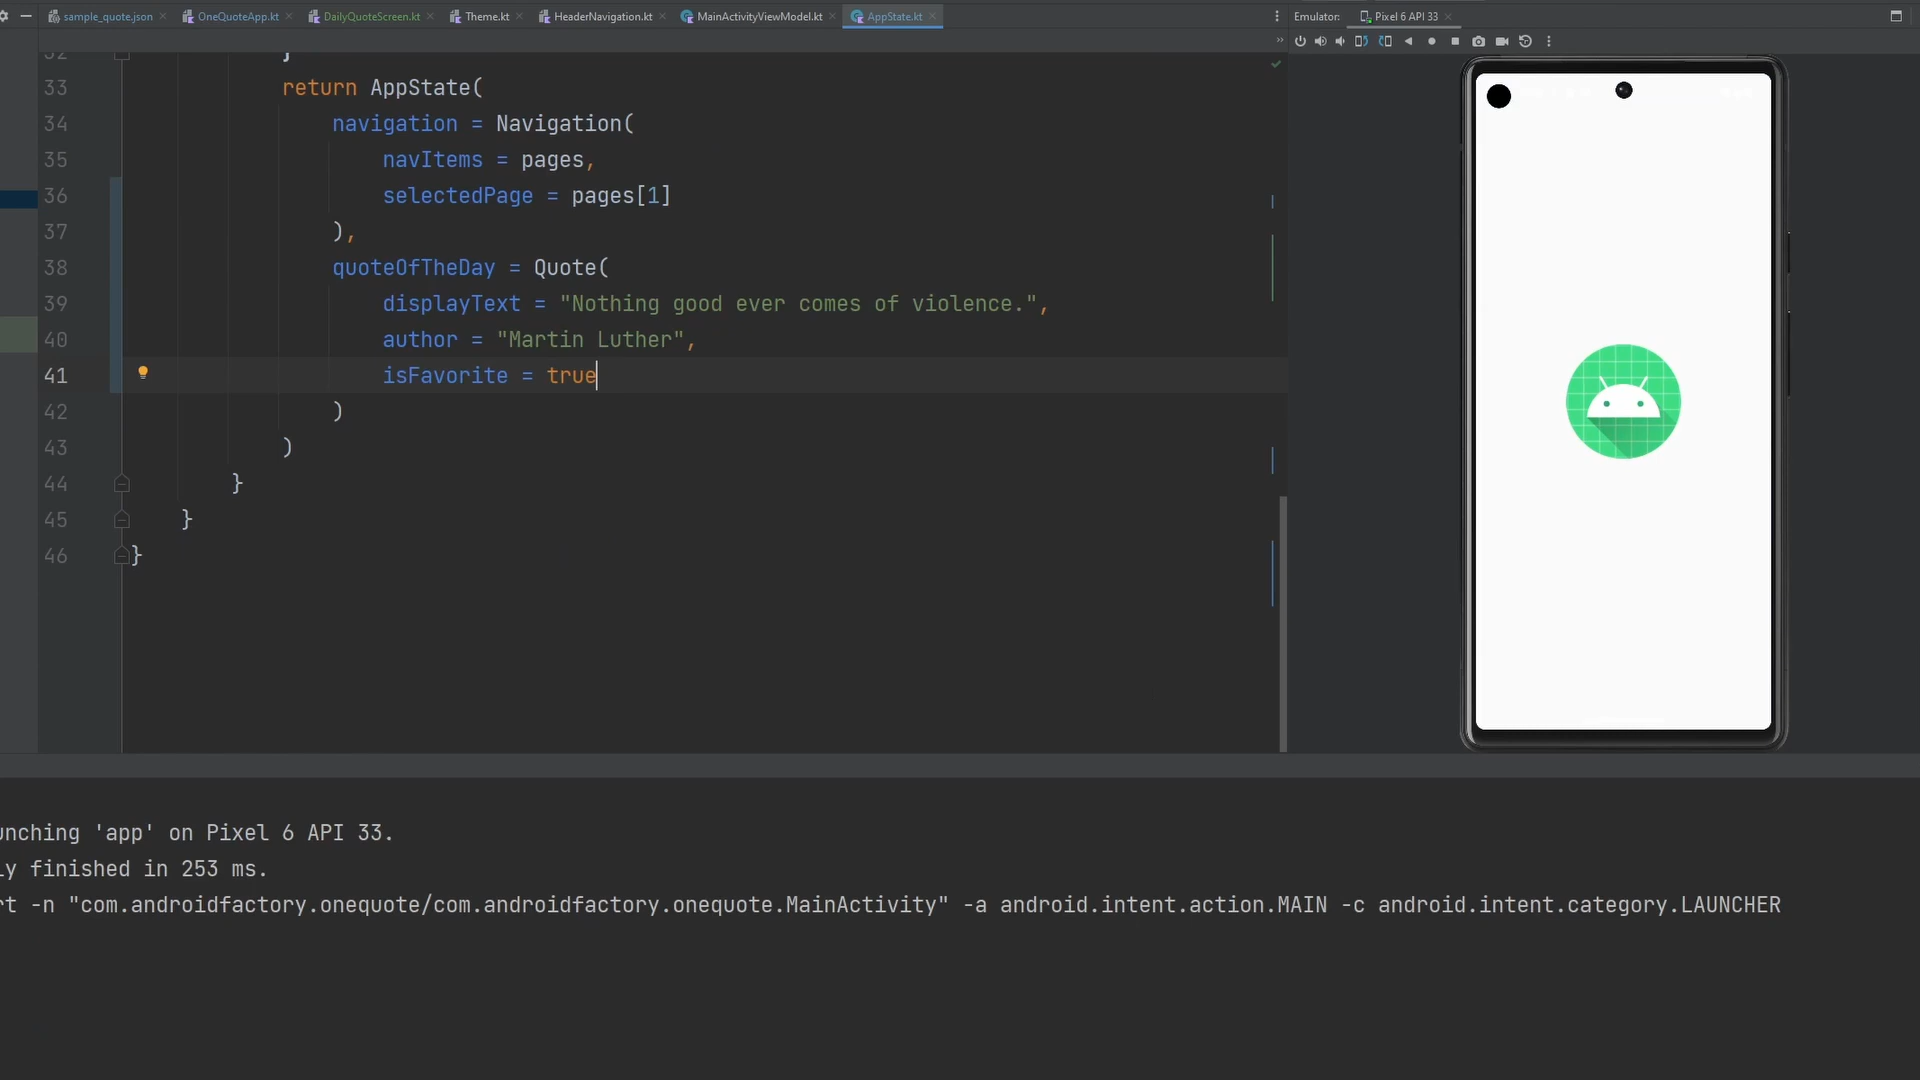 sample_quote.json OneQuoteApp.kt DailyQuoteScreen.kt Theme.kt HeaderNavigation.kt MainActivityViewModel.kt AppState.kt Emulator: Pixel 6 API 33
32 }
33 return AppState(
34 navigation = Navigation(
35 navItems = pages,
36 selectedPage = pages[1]
37 ),
38 quoteOfTheDay = Quote(
39 displayText = "Nothing good ever comes of violence.",
40 author = "Martin Luther",
41 isFavorite = true
42 )
43 )
44 }
45 }
46 }
unching 'app' on Pixel 6 API 33.
ly finished in 253 ms.
rt -n "com.androidfactory.onequote/com.androidfactory.onequote.MainActivity" -a android.intent.action.MAIN -c android.intent.category.LAUNCHER